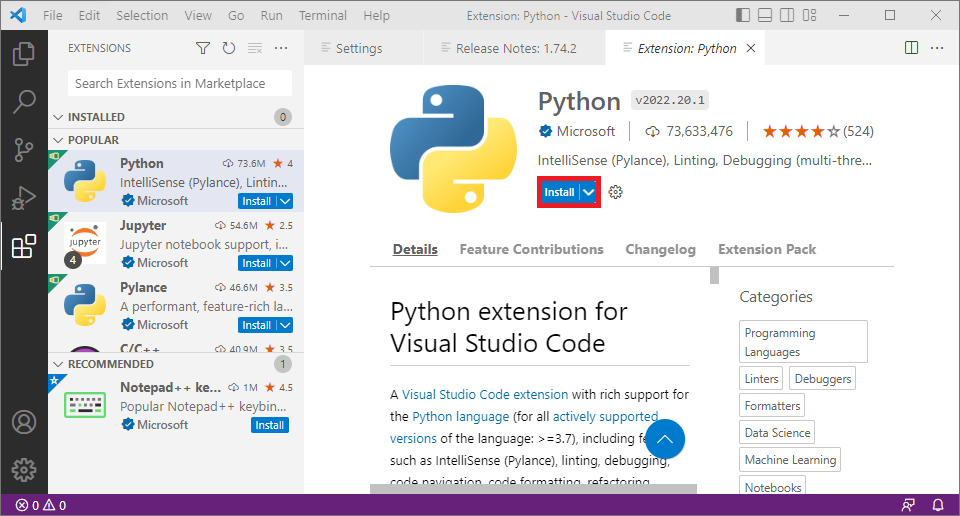 File Edit Selection View Go Run Terminal Help Extension: Python - Visual Studio Code
EXTENSIONS
Settings
Release Notes: 1.74.2
Extension: Python
Search Extensions in Marketplace
INSTALLED 0
POPULAR
Python 73.6M 4
IntelliSense (Pylance), Lintin...
Microsoft Install
Jupyter 54.6M 2.5
Jupyter notebook support, i...
Microsoft Install
jupyter
4
Pylance 46.6M 3.5
A performant, feature-rich la...
Microsoft Install
C/C++ 40.9M 3.5
RECOMMENDED 1
Notepad++ ke... 1M 4.5
Popular Notepad++ keybin...
Microsoft Install
Python v2022.20.1
Microsoft 73,633,476 (524)
IntelliSense (Pylance), Linting, Debugging (multi-thre...
Install
Details Feature Contributions Changelog Extension Pack
Python extension for
Visual Studio Code
A Visual Studio Code extension with rich support for
the Python language (for all actively supported
versions of the language: >=3.7), including fe
such as IntelliSense (Pylance), linting, debugging,
code navigation, code formatting, refactoring,
Categories
Programming
Languages
Linters Debuggers
Formatters
Data Science
Machine Learning
Notebooks
0 0